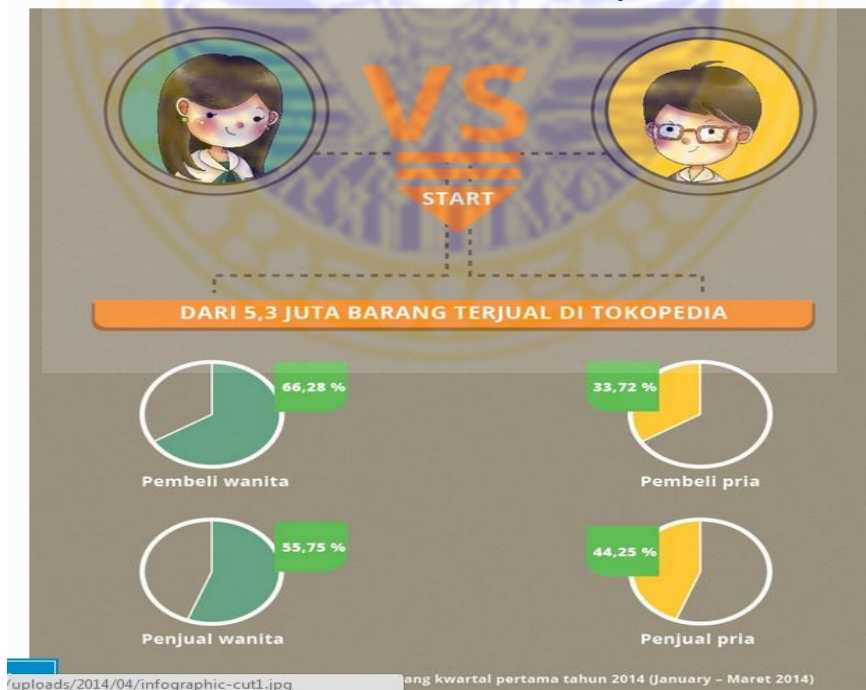 VS
START
DARI 5,3 JUTA BARANG TERJUAL DI TOKOPEDIA
66,28 %
33,72 %
Pembeli wanita
Pembeli pria
55,75 %
44,25 %
Penjual wanita
Penjual pria
/uploads/2014/04/infographic-cut1.jpg
ang kwartal pertama tahun 2014 (January – Maret 2014)